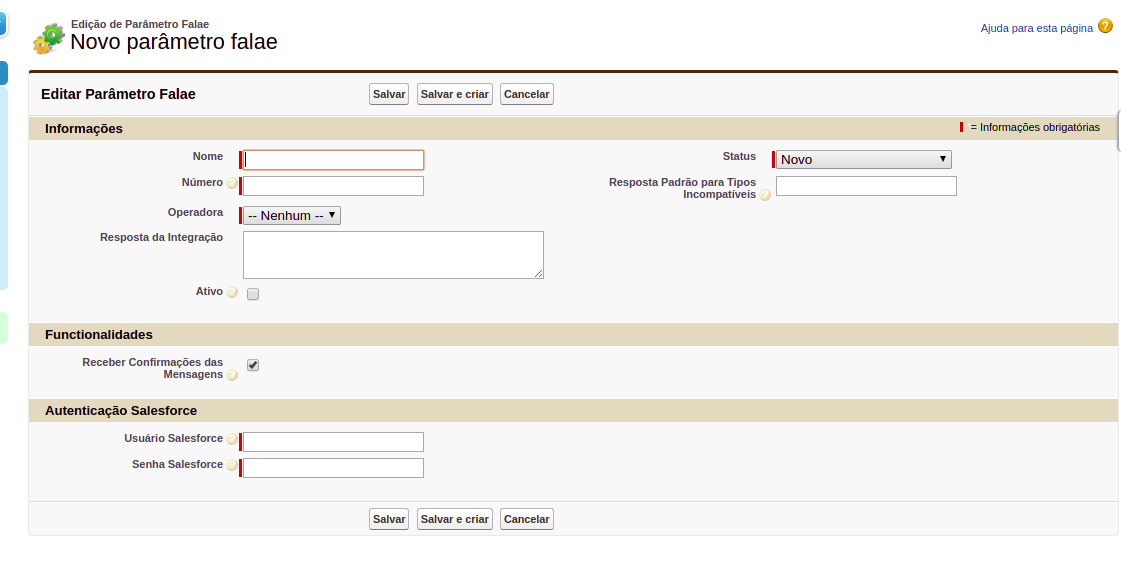 Edição de Parâmetro Falae
Novo parâmetro falae
Ajuda para esta página
Editar Parâmetro Falae
Salvar
Salvar e criar
Cancelar
Informações
= Informações obrigatórias
Nome
Status
Novo
Número
Resposta Padrão para Tipos
Incompatíveis
Operadora
-- Nenhum --
Resposta da Integração
Ativo
Functionalidades
Receber Confirmações das
Mensagens
Autenticação Salesforce
Usuário Salesforce
Senha Salesforce
Salvar
Salvar e criar
Cancelar